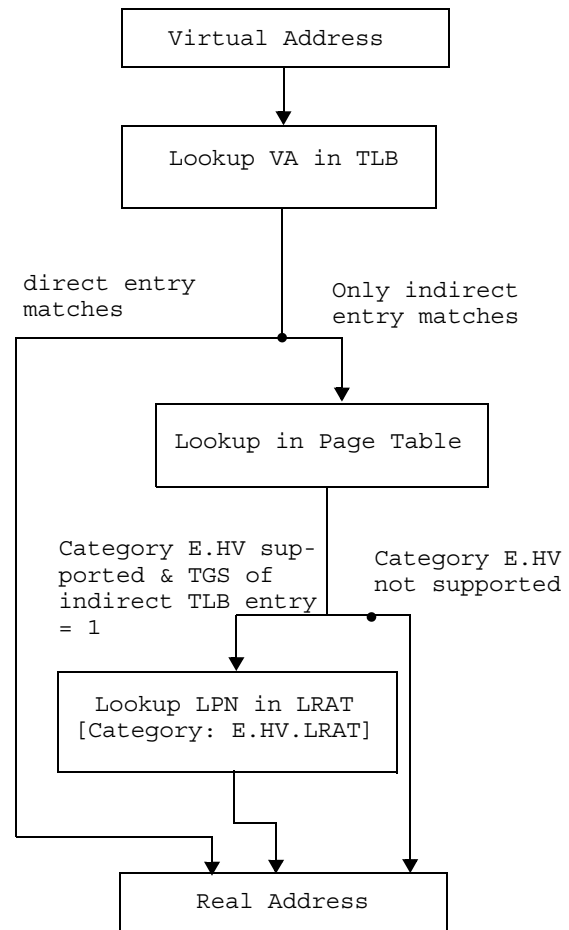 Virtual Address
Lookup VA in TLB
direct entry
matches
Only indirect
entry matches
Lookup in Page Table
Category E.HV sup-
ported & TGS of
indirect TLB entry
= 1
Category E.HV
not supported
Lookup LPN in LRAT
[Category: E.HV.LRAT]
Real Address